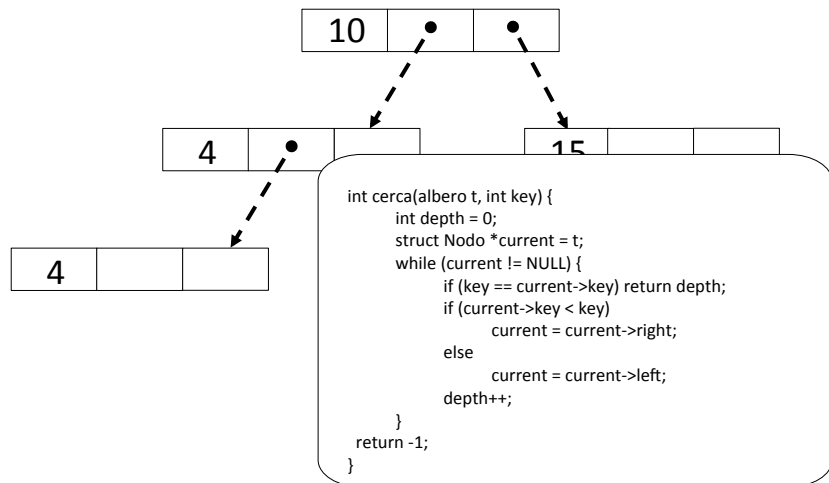 10
4
15
4
int cerca(albero t, int key) {
int depth = 0;
struct Nodo *current = t;
while (current != NULL) {
if (key == current->key) return depth;
if (current->key < key)
current = current->right;
else
current = current->left;
depth++;
}
return -1;
}